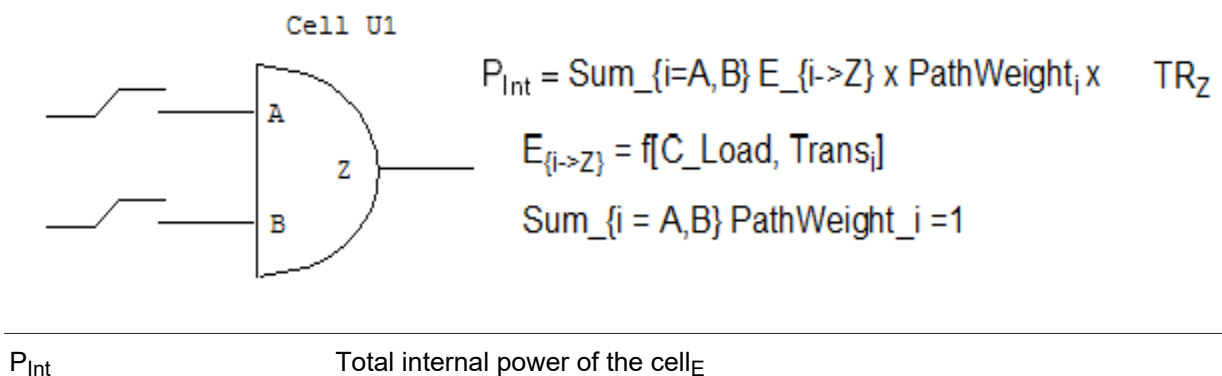 Cell U1
P_Int = Sum_{i=A,B} E_{i->Z} x PathWeight_i x TR_Z
A
E_{i->Z} = f[C_Load, Trans_i]
Z
B
Sum_{i = A,B} PathWeight_i =1
P_Int Total internal power of the cell_E